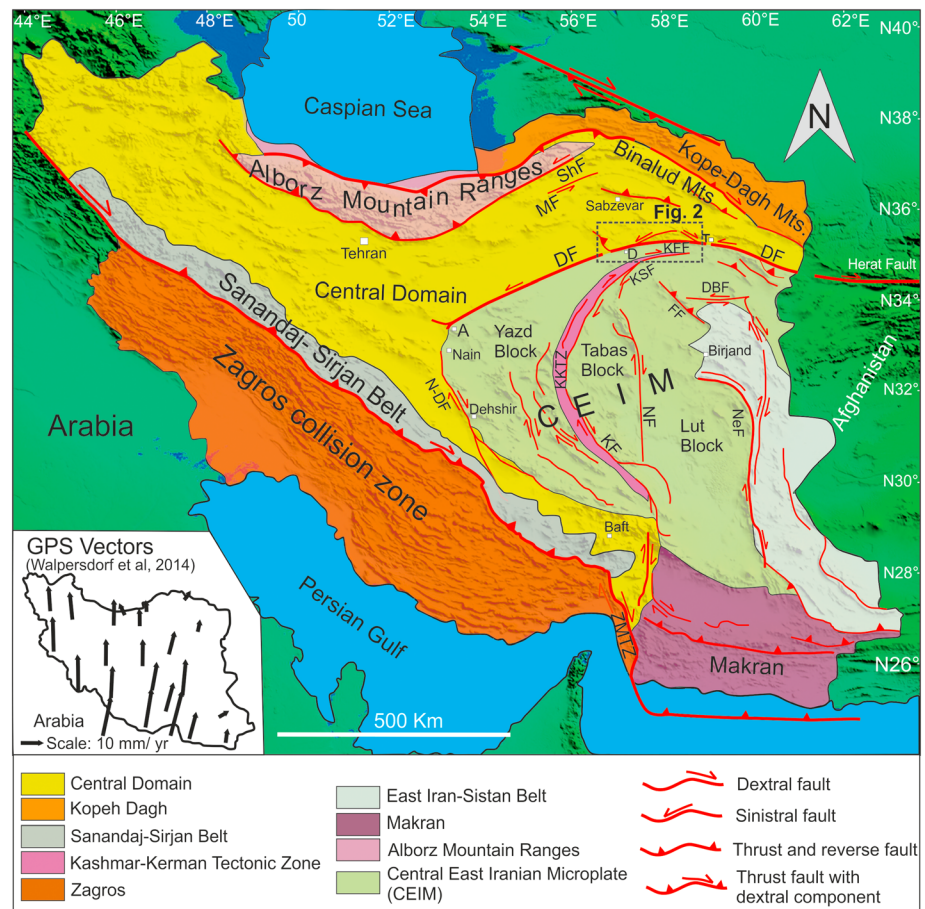 44°E 46°E 48°E 50 52°E 54°E 56°E 58°E 60°E 62°E
N40°
Caspian Sea
N
N38°
Kope-Dagh Mts.
Binalud Mts.
Alborz Mountain Ranges
ShF
MF
Sabzevar
Fig. 2
N36°
Tehran
DF
D
KFF
T
DF
Herat Fault
KSF
Central Domain
DBF
N34°
FF
A
Yazd
Block
Nain
Birjand
Sanandaj- Sirjan Belt
KKTZ
Tabas
Block
Afghanistan
N32°
Zagros collision zone
N-DF
Dehshir
CEIM
NF
NeF
Arabia
KF
Lut
Block
N30°
Baft
N28°
GPS Vectors
(Walpersdorf et al, 2014)
Persian Gulf
ZMTZ
Makran
N26°
Arabia
Scale: 10 mm/ yr
500 Km
Central Domain
Kopeh Dagh
Sanandaj-Sirjan Belt
Kashmar-Kerman Tectonic Zone
Zagros
East Iran-Sistan Belt
Makran
Alborz Mountain Ranges
Central East Iranian Microplate
(CEIM)
Dextral fault
Sinistral fault
Thrust and reverse fault
Thrust fault with
dextral component